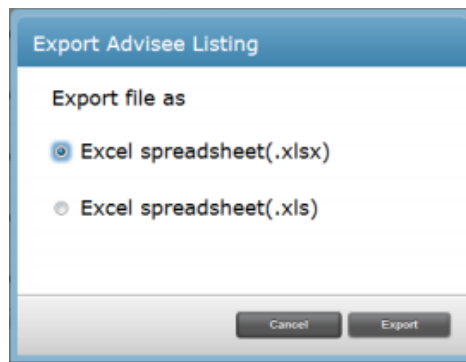 Export Advisee Listing
Export file as
Excel spreadsheet(.xlsx)
Excel spreadsheet(.xls)
Cancel Export